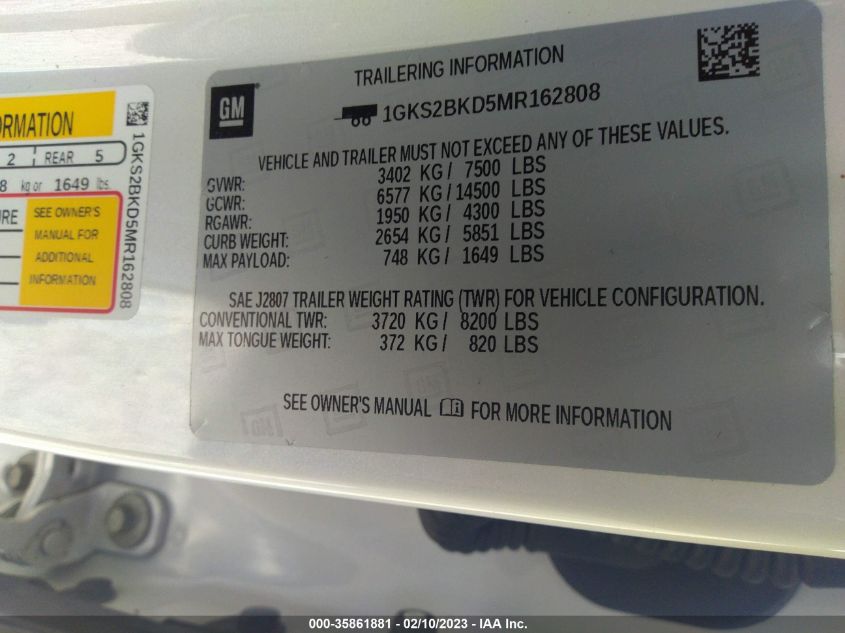 TRAILERING INFORMATION
GM
1GKS2BKD5MR162808
VEHICLE AND TRAILER MUST NOT EXCEED ANY OF THESE VALUES.
GVWR: 3402 KG/ 7500 LBS
GCWR: 6577 KG/14500 LBS
RGAWR: 1950 KG/ 4300 LBS
CURB WEIGHT: 2654 KG/ 5851 LBS
MAX PAYLOAD: 748 KG/ 1649 LBS
SAE J2807 TRAILER WEIGHT RATING (TWR) FOR VEHICLE CONFIGURATION.
CONVENTIONAL TWR: 3720 KG/ 8200 LBS
MAX TONGUE WEIGHT: 372 KG/ 820 LBS
SEE OWNER'S MANUAL FOR MORE INFORMATION
ORMATION
2 REAR 5
8 kg or 1649 lbs.
URE
SEE OWNER'S
MANUAL FOR
ADDITIONAL
INFORMATION
1GKS2BKD5MR162808
000-35861881 — 02/10/2023 — IAA Inc.